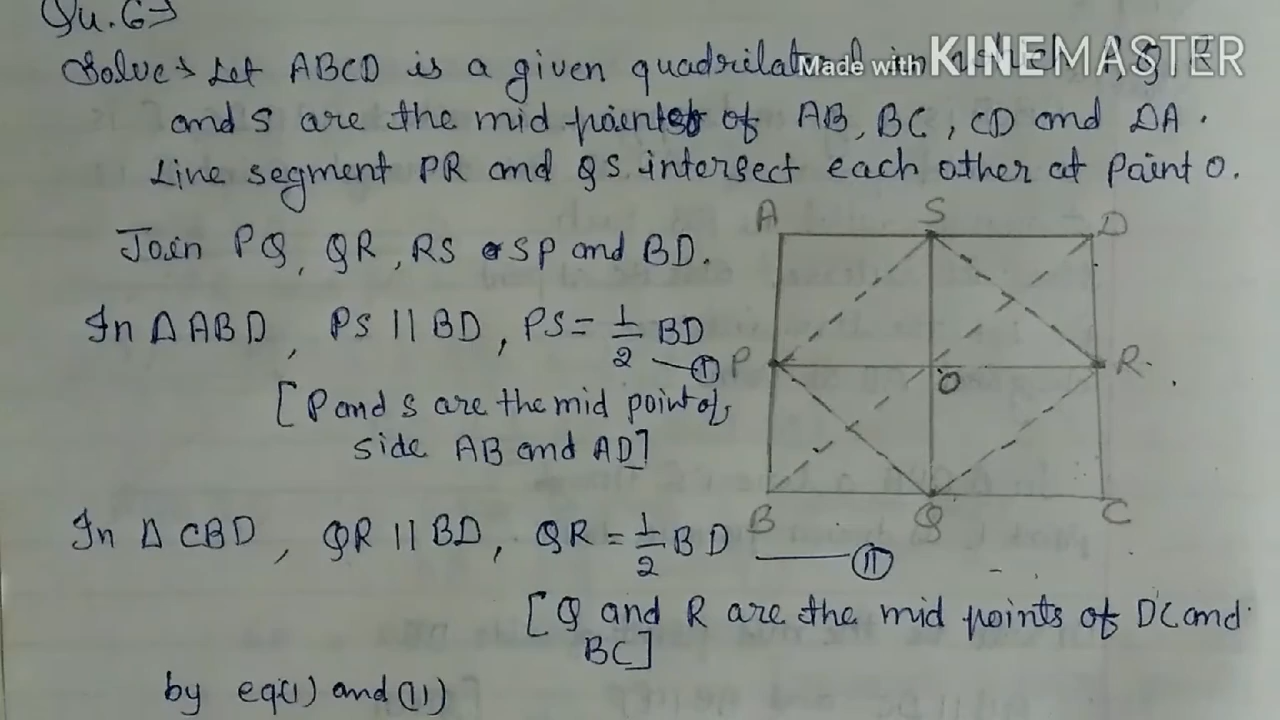 Qu.6→
Solve→ Let ABCD is a given quadrilateral in which P, Q R
Made with KINEMASTER
and S are the mid points of AB, BC, CD and DA.
Line segment PR and QS intersect each other at Paint O.
Join PQ, QR, RS SP and BD.
In Δ ABD, PS || BD, PS = 1/2 BD —(I)
[P and S are the mid point of
side AB and AD]
A S D
P O R
B Q C
In Δ CBD, QR || BD, QR = 1/2 BD ——(II)
[Q and R are the mid points of DC and
BC]
by eq(1) and (11)